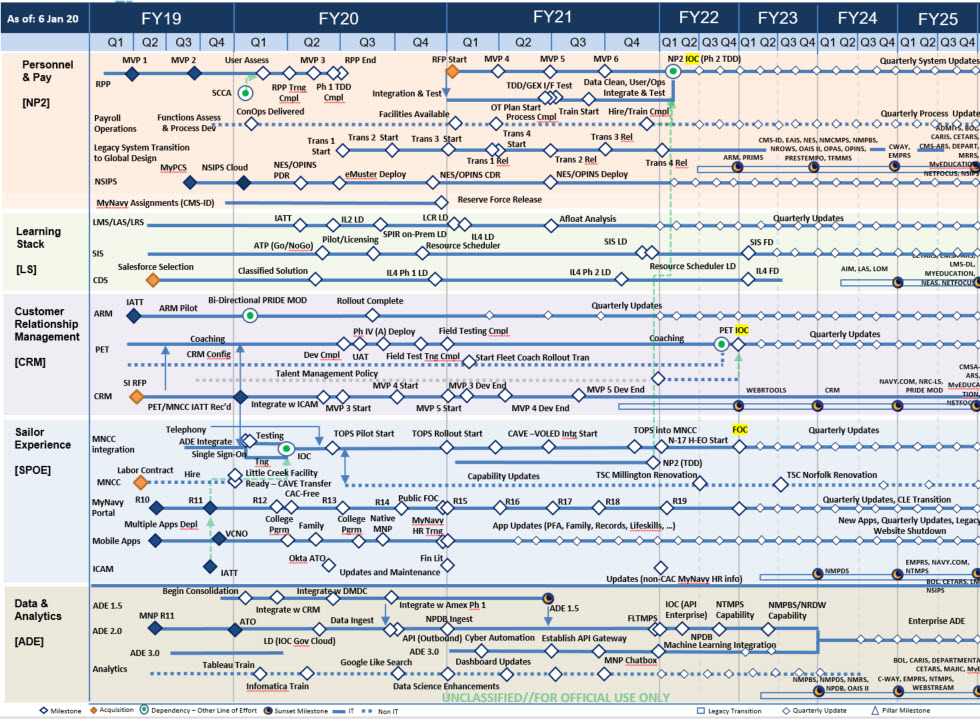 As of: 6 Jan 20
FY19 FY20 FY21 FY22 FY23 FY24 FY25
Q1 Q2 Q3 Q4 Q1 Q2 Q3 Q4 Q1 Q2 Q3 Q4 Q1 Q2 Q3 Q4 Q1 Q2 Q3 Q4 Q1 Q2 Q3 Q4 Q1 Q2 Q3 Q4
Personnel
& Pay
[NP2]
MVP 1 MVP 2 User Assess MVP 3 RPP End RFP Start MVP 4 MVP 5 MVP 6 NP2 IOC (Ph 2 TDD) Quarterly System Updates
RPP
SCCA
RPP Trng
Cmpl
Ph 1 TDD
Cmpl
Integration & Test
TDD/GEX I/F Test
Data Clean, User/Ops
Integrate & Test
OT Plan Start
Process Cmpl
Train Start
Hire/Train Cmpl
Payroll
Operations
Functions Assess
& Process Dev
ConOps Delivered
Facilities Available
Quarterly Process Update
Legacy System Transition
to Global Design
Trans 1
Start
Trans 2 Start
Trans 3 Start
Trans 4
Start
Trans 1 Rel
Trans 2 Rel
Trans 3 Rel
Trans 4 Rel
CMS-ID, EAIS, NES, NMCMPS, NMPBS,
NROWS, OAIS II, OPAS, OPINS,
ARM, PRIMS
PRESTEMPO, TFMMS
CWAY,
EMPRS
ADMITS, BOL,
CARIS, CETARS,
CMS-ARS, DEPART,
MRRS,
MyEDUCATION
NETFOCUS, NSIPS
NSIPS
MyPCS
NSIPS Cloud
NES/OPINS
PDR
eMuster Deploy
NES/OPINS CDR
NES/OPINS Deploy
MyNavy Assignments (CMS-ID)
Reserve Force Release
Learning
Stack
[LS]
LMS/LAS/LRS
IATT
IL2 LD
SPIR on-Prem LD
LCR LD
IL4 LD
Afloat Analysis
Quarterly Updates
SIS
ATP (Go/NoGo)
Pilot/Licensing
Resource Scheduler
SIS LD
SIS FD
Salesforce Selection
CDS
Classified Solution
IL4 Ph 1 LD
IL4 Ph 2 LD
Resource Scheduler LD
IL4 FD
AIM, LAS, LOM
LMS-DL,
MYEDUCATION,
NEAS, NETFOCUS
Customer
Relationship
Management
[CRM]
IATT
ARM
ARM Pilot
Bi-Directional PRIDE MOD
Rollout Complete
Quarterly Updates
PET
Coaching
CRM Config
Dev Cmpl
Ph IV (A) Deploy
UAT
Field Test Tng Cmpl
Field Testing Cmpl
Start Fleet Coach Rollout Tran
Coaching
PET IOC
Quarterly Updates
Talent Management Policy
SI RFP
CRM
PET/MNCC IATT Rec'd
Integrate w ICAM
MVP 3 Start
MVP 4 Start
MVP 5 Start
MVP 3 Dev End
MVP 4 Dev End
MVP 5 Dev End
WEBRTOOLS
CRM
NAVY.COM, NRC-LS,
PRIDE MOD
CMSA-
ARS,
MyEDUCA
TION,
NETFOCUS
Sailor
Experience
[SPOE]
MNCC
integration
Telephony
ADE Integrate
Single Sign-On
Testing
Tng
IOC
TOPS Pilot Start
TOPS Rollout Start
CAVE –VOLED Intg Start
TOPS into MNCC
N-17 H-EO Start
NP2 (TDD)
FOC
Quarterly Updates
Labor Contract
MNCC
Hire
Little Creek Facility
Ready – CAVE Transfer
Capability Updates
TSC Millington Renovation
TSC Norfolk Renovation
MyNavy
Portal
R10 R11 R12
CAC-Free
R13 R14
Public FOC
R15 R16 R17 R18 R19
Quarterly Updates, CLE Transition
Mobile Apps
Multiple Apps Depl
VCNO
College
Pgrm
Family
College
Pgrm
Native
MNP
MyNavy
HR Trng
App Updates (PFA, Family, Records, Lifeskills, ...)
New Apps, Quarterly Updates, Legac
Website Shutdown
ICAM
IATT
Okta ATO
Updates and Maintenance
Fin Lit
Updates (non-CAC MyNavy HR info)
NMPDS
EMPRS, NAVY.COM,
NTMPS
BOL, CETARS, LM
NSIPS
Data &
Analytics
[ADE]
ADE 1.5
Begin Consolidation
Integrate w CRM
Integrate w DMDC
Integrate w Amex Ph 1
ADE 1.5
MNP R11
ADE 2.0
ATO
LD (IOC Gov Cloud)
Data Ingest
NPDB Ingest
API (Outbound)
Cyber Automation
Establish API Gateway
FLTMPS
IOC (API
Enterprise)
NTMPS
Capability
NMPBS/NRDW
Capability
Enterprise ADE
ADE 3.0
ADE 3.0
MNP Chatbox
NPDB
Machine Learning Integration
Analytics
Tableau Train
Infomatica Train
Google Like Search
Data Science Enhancements
Dashboard Updates
NMPBS, NMPDS, NMRS,
NPDB, OAIS II
BOL, CARIS, DEPARTMENTA
CETARS, MAJIC, MyE
C-WAY, EMPRS, NTMPS,
WEBSTREAM
UNCLASSIFIED//FOR OFFICIAL USE ONLY
Milestone Acquisition Dependency – Other Line of Effort Sunset Milestone IT Non IT Legacy Transition Quarterly Update Pillar Milestone